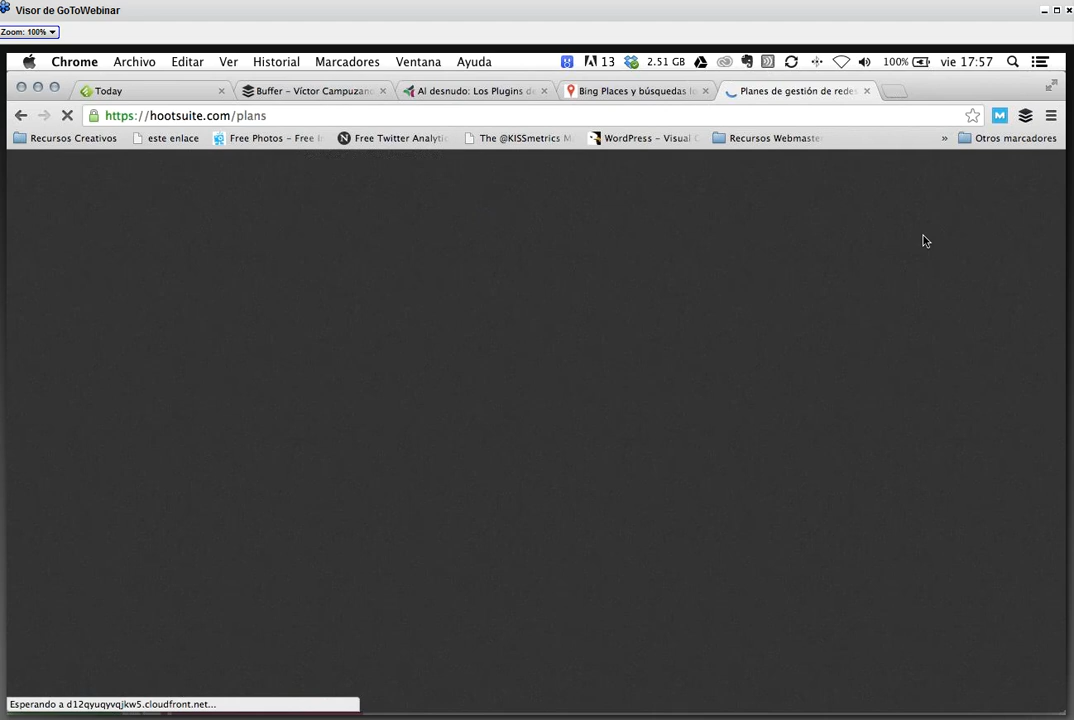 Visor de GoToWebinar
Zoom: 100%
Chrome Archivo Editar Ver Historial Marcadores Ventana Ayuda 13 2.51 GB 100% vie 17:57
Today Buffer – Víctor Campuzano Al desnudo: Los Plugins de Bing Places y búsquedas lo Planes de gestión de redes
https://hootsuite.com/plans
Recursos Creativos este enlace Free Photos – Free I Free Twitter Analytic The @KISSmetrics M WordPress – Visual C Recursos Webmaste » Otros marcadores
Esperando a d12qyuqyvqjkw5.cloudfront.net...